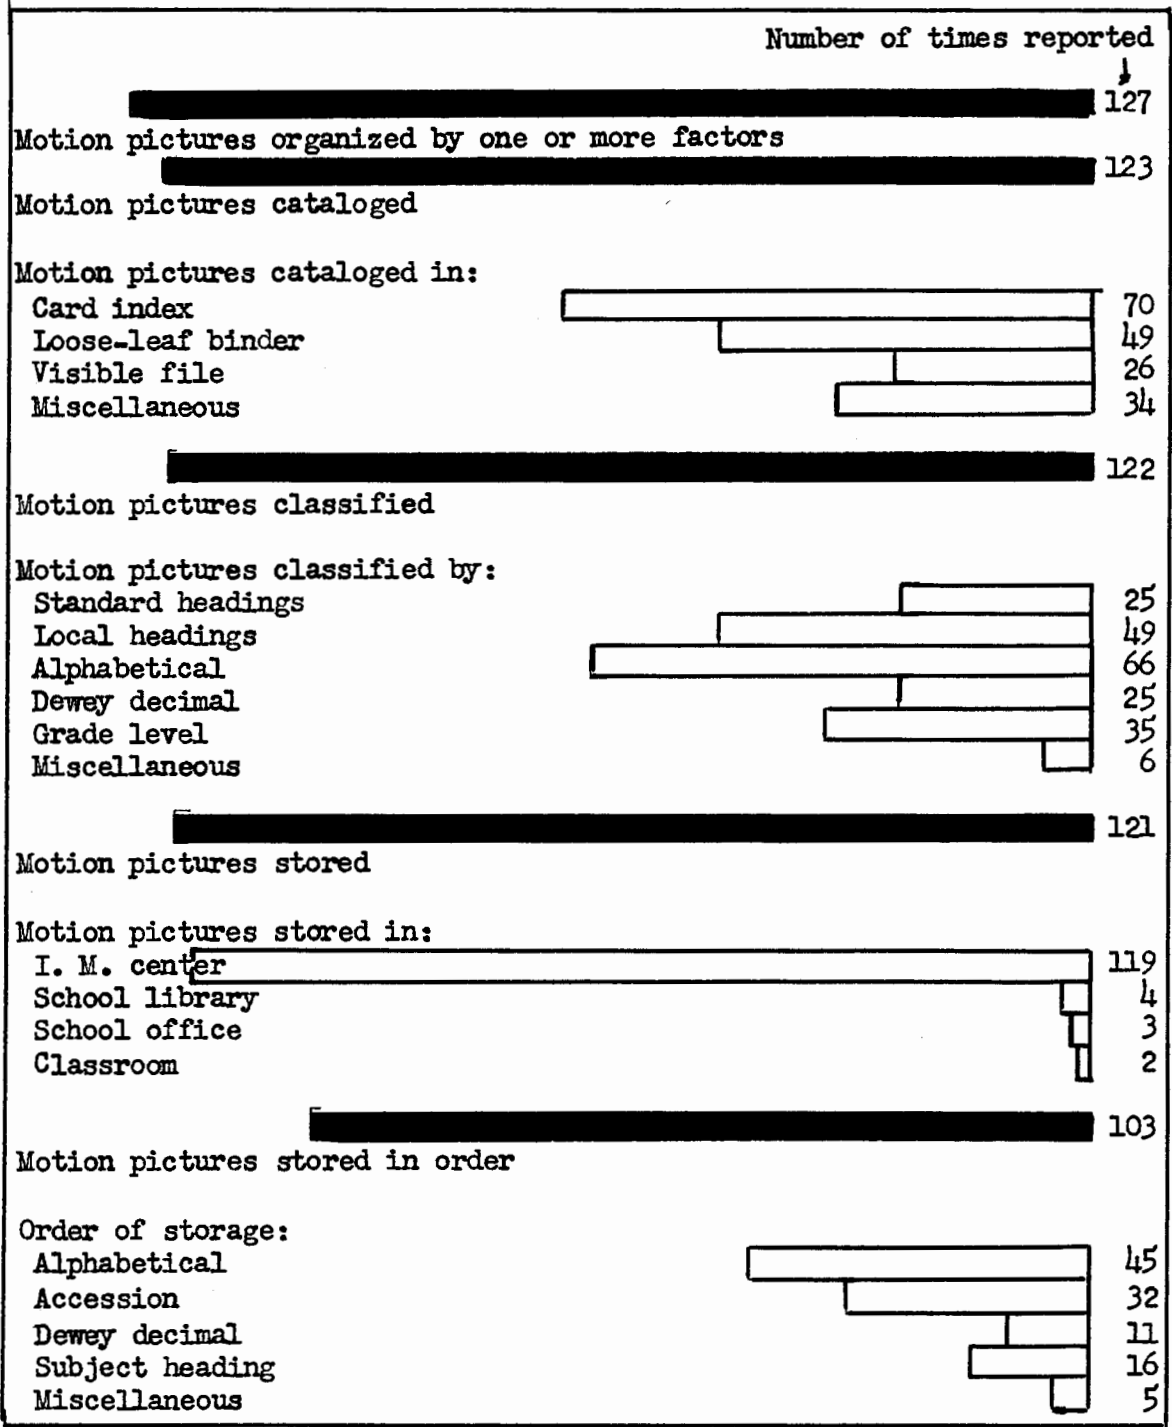 Number of times reported
127
Motion pictures organized by one or more factors
123
Motion pictures cataloged
Motion pictures cataloged in:
Card index 70
Loose-leaf binder 49
Visible file 26
Miscellaneous 34
122
Motion pictures classified
Motion pictures classified by:
Standard headings 25
Local headings 49
Alphabetical 66
Dewey decimal 25
Grade level 35
Miscellaneous 6
121
Motion pictures stored
Motion pictures stored in:
I. M. center 119
School library 4
School office 3
Classroom 2
103
Motion pictures stored in order
Order of storage:
Alphabetical 45
Accession 32
Dewey decimal 11
Subject heading 16
Miscellaneous 5